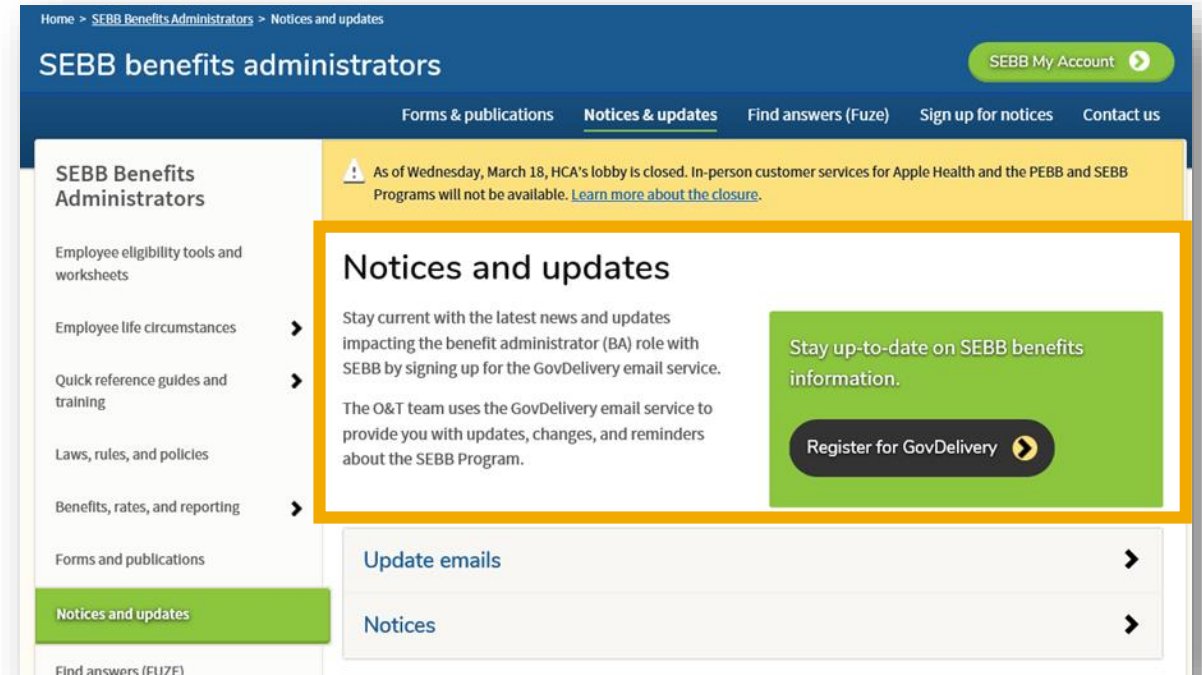 Home > SEBB Benefits Administrators > Notices and updates
SEBB benefits administrators
SEBB My Account
Forms & publications Notices & updates Find answers (Fuze) Sign up for notices Contact us
SEBB Benefits
Administrators
Employee eligibility tools and
worksheets
Employee life circumstances
Quick reference guides and
training
Laws, rules, and policies
Benefits, rates, and reporting
Forms and publications
Notices and updates
Find answers (FUZE)
As of Wednesday, March 18, HCA's lobby is closed. In-person customer services for Apple Health and the PEBB and SEBB
Programs will not be available. Learn more about the closure.
Notices and updates
Stay current with the latest news and updates
impacting the benefit administrator (BA) role with
SEBB by signing up for the GovDelivery email service.
The O&T team uses the GovDelivery email service to
provide you with updates, changes, and reminders
about the SEBB Program.
Stay up-to-date on SEBB benefits
information.
Register for GovDelivery
Update emails
Notices